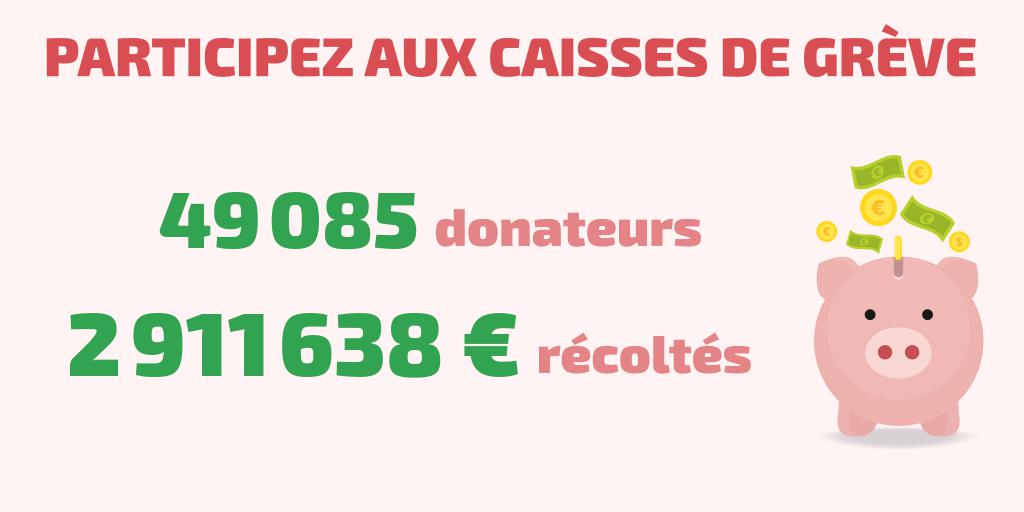 PARTICIPEZ AUX CAISSES DE GRÈVE
49 085 donateurs
2 911 638 € récoltés